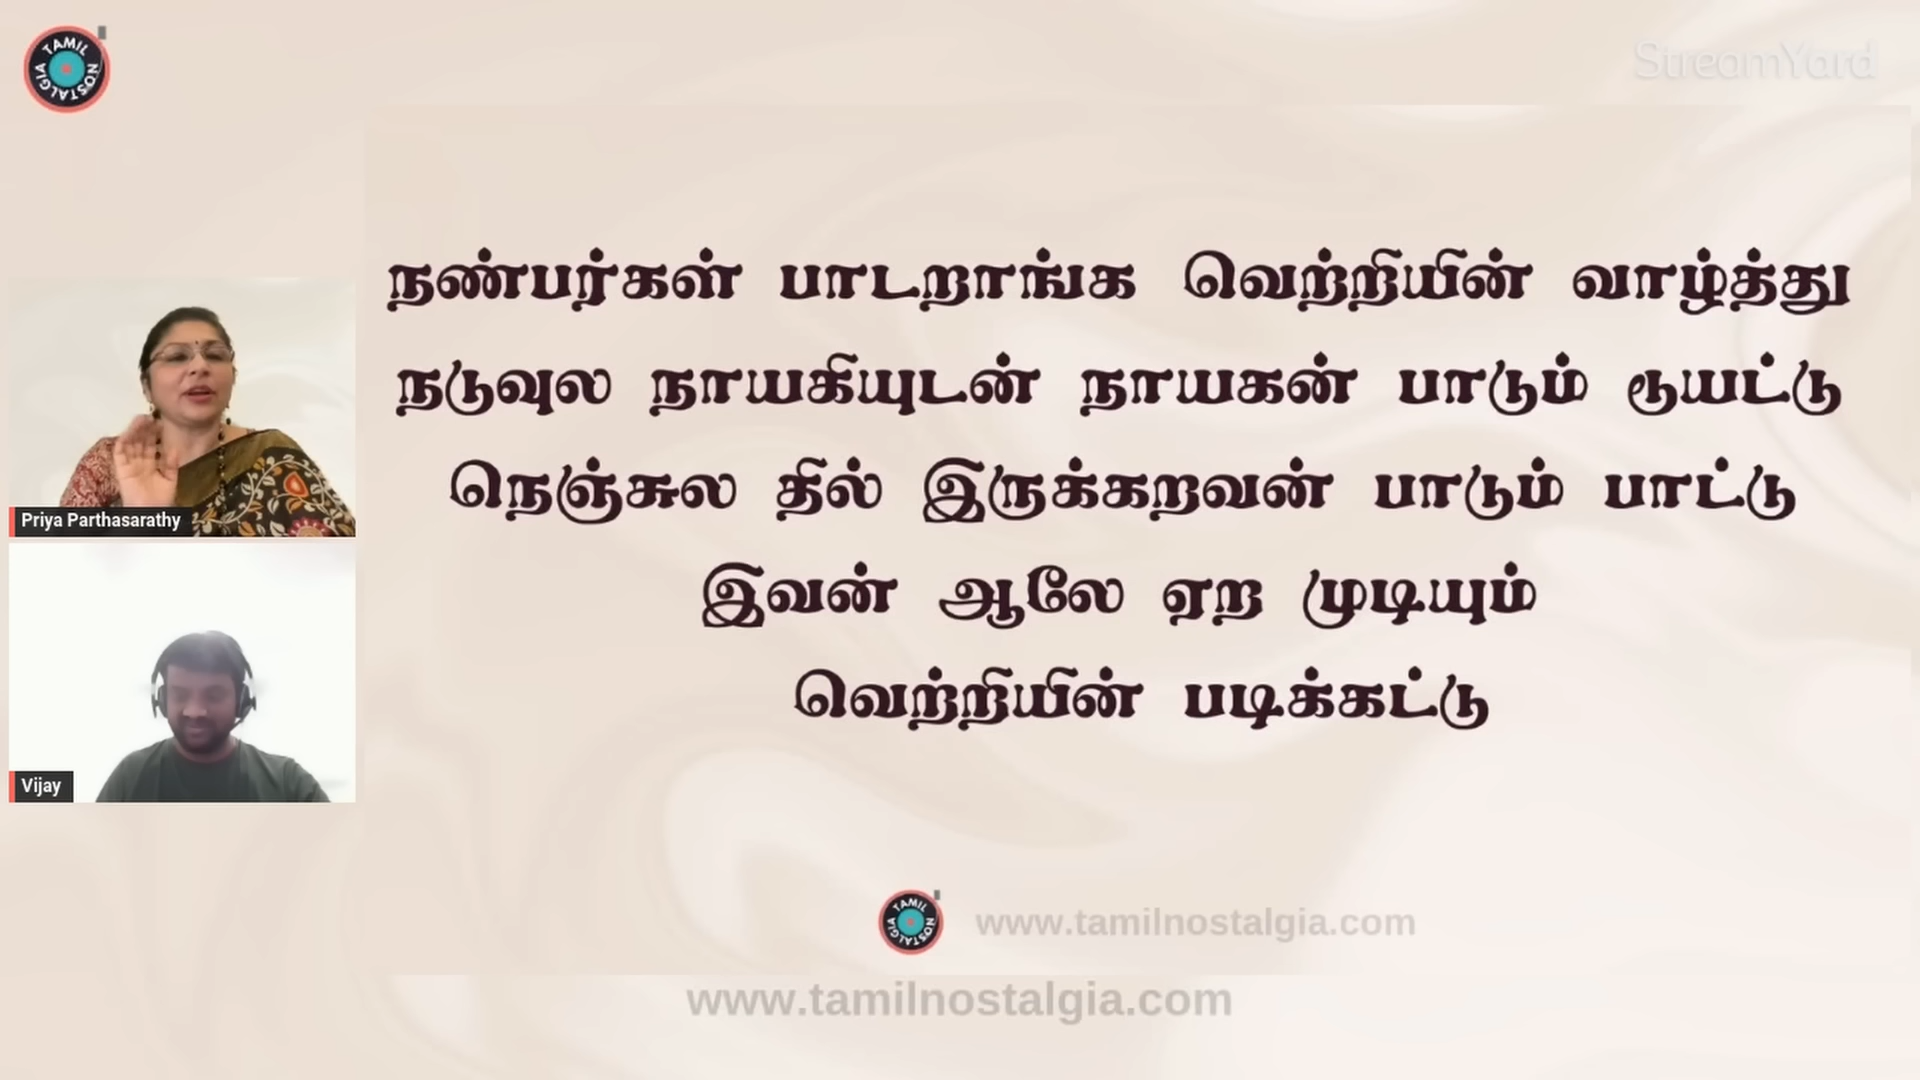 TAMIL NOSTALGIA
StreamYard
நண்பர்கள் பாடறாங்க வெற்றியின் வாழ்த்து
நடுவுல நாயகியுடன் நாயகன் பாடும் டூயட்டு
நெஞ்சுல தில் இருக்கறவன் பாடும் பாட்டு
இவன் ஆலே ஏற முடியும்
வெற்றியின் படிக்கட்டு
Priya Parthasarathy
Vijay
TAMIL NOSTALGIA
www.tamilnostalgia.com
www.tamilnostalgia.com